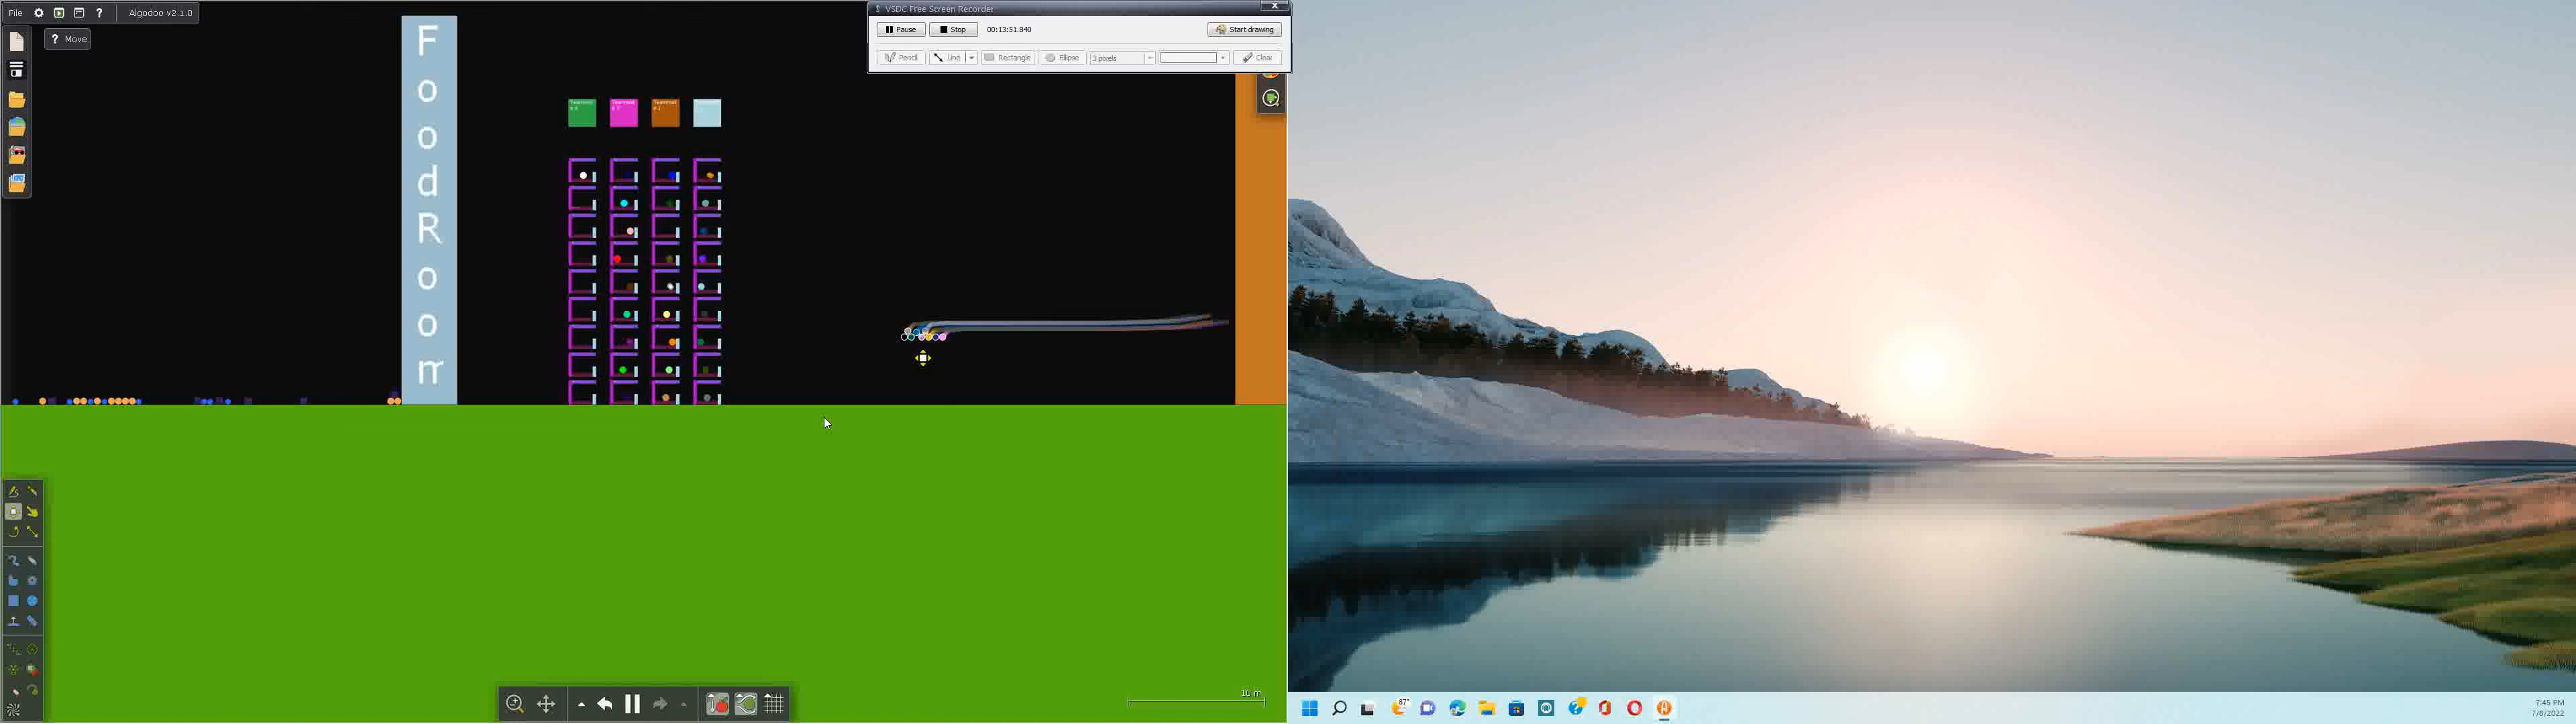 File
Algodoo v2.1.0
? Move
F
o
o
d
R
o
o
m
VSDC Free Screen Recorder
Pause
Stop
00:13:51.840
Start drawing
Pencil
Line
Rectangle
Ellipse
3 pixels
Clear
10 m
87°
7:45 PM
7/8/2022